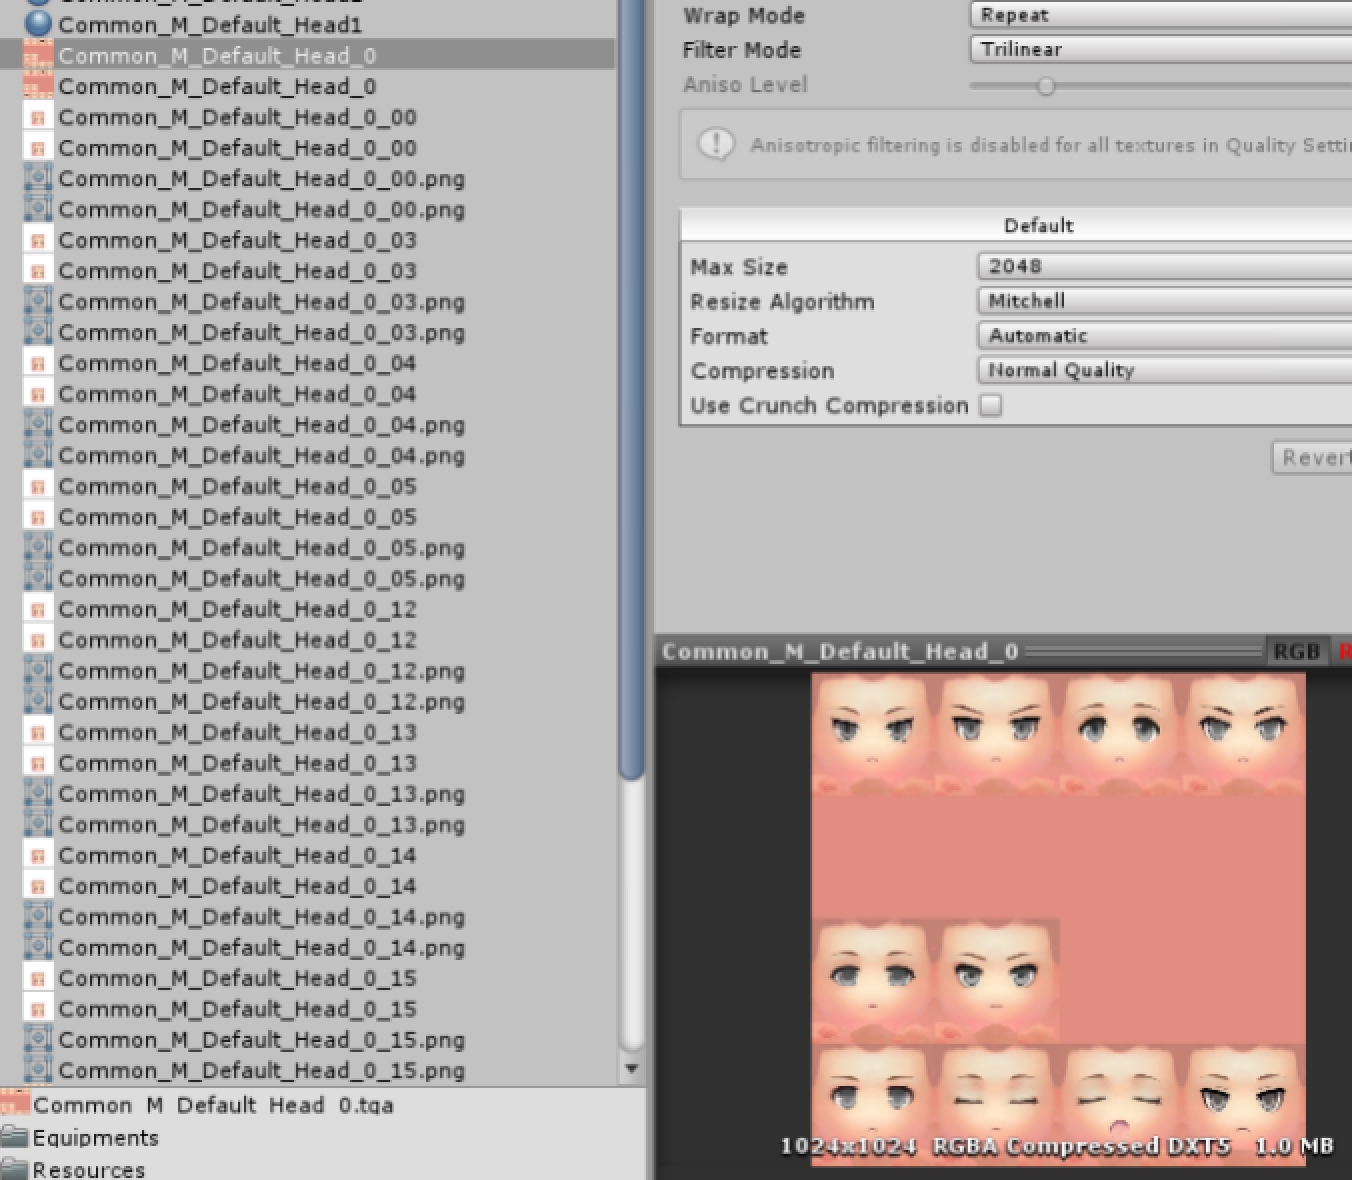 Common_M_Default_Head1
Common_M_Default_Head_0
Common_M_Default_Head_0
Common_M_Default_Head_0_00
Common_M_Default_Head_0_00
Common_M_Default_Head_0_00.png
Common_M_Default_Head_0_00.png
Common_M_Default_Head_0_03
Common_M_Default_Head_0_03
Common_M_Default_Head_0_03.png
Common_M_Default_Head_0_03.png
Common_M_Default_Head_0_04
Common_M_Default_Head_0_04
Common_M_Default_Head_0_04.png
Common_M_Default_Head_0_04.png
Common_M_Default_Head_0_05
Common_M_Default_Head_0_05
Common_M_Default_Head_0_05.png
Common_M_Default_Head_0_05.png
Common_M_Default_Head_0_12
Common_M_Default_Head_0_12
Common_M_Default_Head_0_12.png
Common_M_Default_Head_0_12.png
Common_M_Default_Head_0_13
Common_M_Default_Head_0_13
Common_M_Default_Head_0_13.png
Common_M_Default_Head_0_13.png
Common_M_Default_Head_0_14
Common_M_Default_Head_0_14
Common_M_Default_Head_0_14.png
Common_M_Default_Head_0_14.png
Common_M_Default_Head_0_15
Common_M_Default_Head_0_15
Common_M_Default_Head_0_15.png
Common_M_Default_Head_0_15.png
Common_M_Default_Head_0.tga
Equipments
Resources
Wrap Mode Repeat
Filter Mode Trilinear
Aniso Level
Anisotropic filtering is disabled for all textures in Quality Settin
Default
Max Size 2048
Resize Algorithm Mitchell
Format Automatic
Compression Normal Quality
Use Crunch Compression
Revert
Common_M_Default_Head_0 RGB R
1024x1024 RGBA Compressed DXT5 1.0 MB